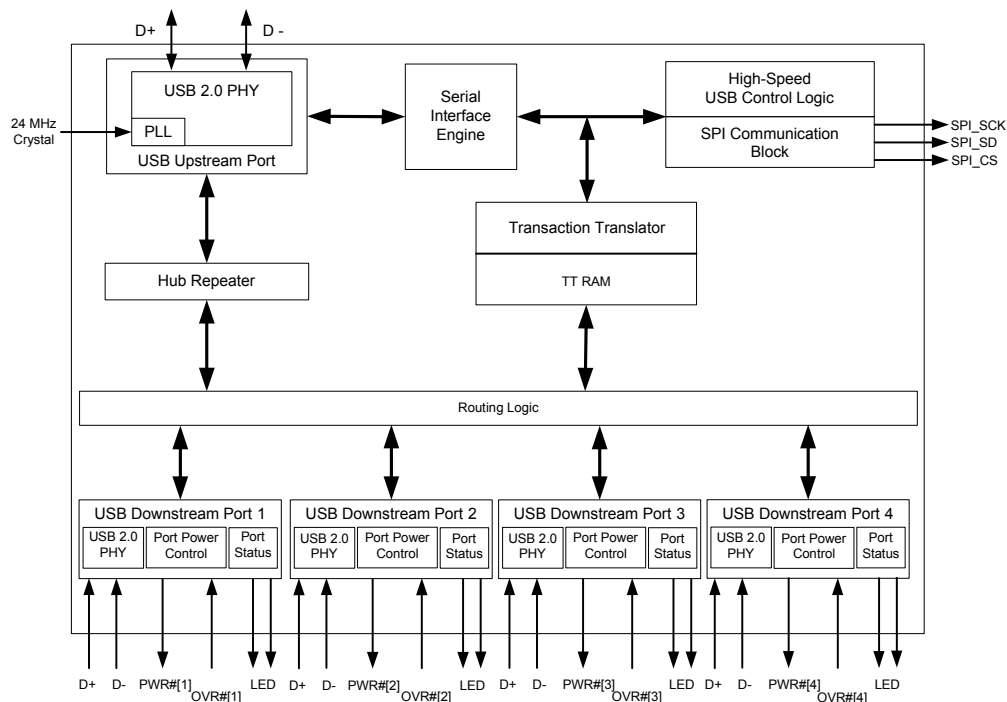 D+ D -
USB 2.0 PHY
PLL
USB Upstream Port
24 MHz
Crystal
Serial
Interface
Engine
High-Speed
USB Control Logic
SPI Communication
Block
SPI_SCK
SPI_SD
SPI_CS
Transaction Translator
TT RAM
Hub Repeater
Routing Logic
USB Downstream Port 1
USB 2.0
PHY
Port Power
Control
Port
Status
USB Downstream Port 2
USB 2.0
PHY
Port Power
Control
Port
Status
USB Downstream Port 3
USB 2.0
PHY
Port Power
Control
Port
Status
USB Downstream Port 4
USB 2.0
PHY
Port Power
Control
Port
Status
D+ D- PWR#[1] OVR#[1] LED
D+ D- PWR#[2] OVR#[2] LED
D+ D- PWR#[3] OVR#[3] LED
D+ D- PWR#[4] OVR#[4] LED